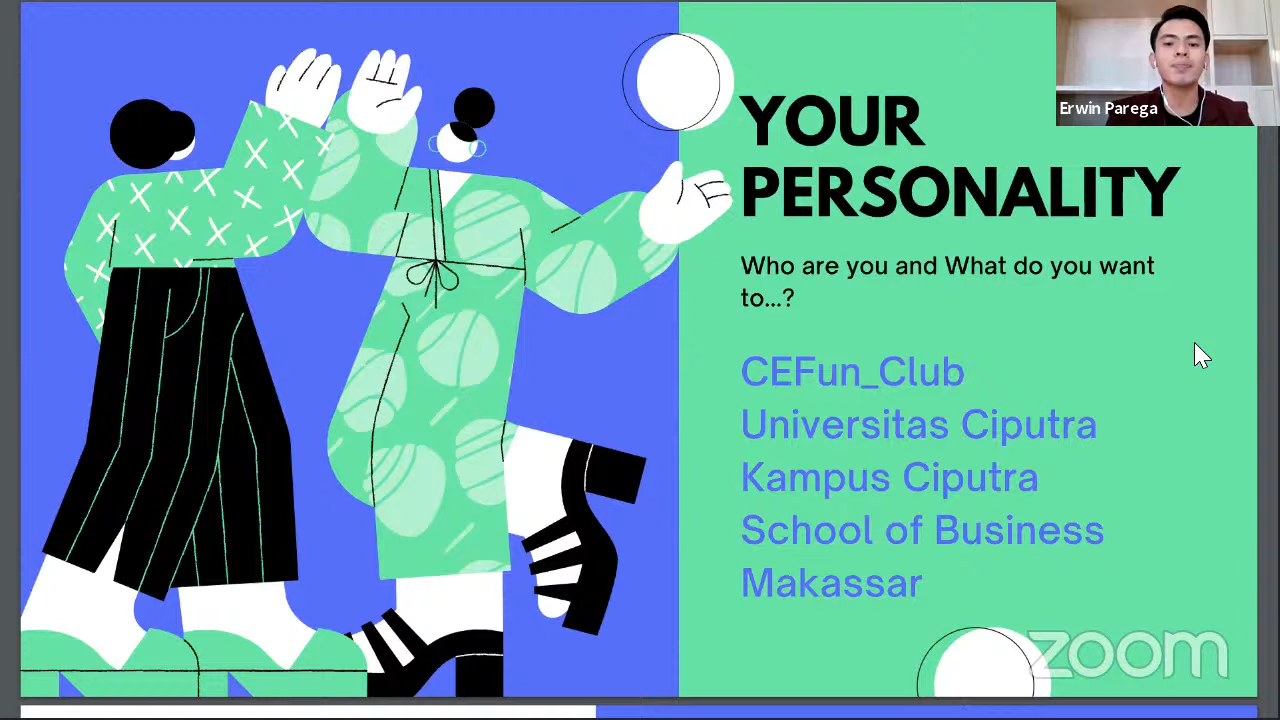 YOUR
PERSONALITY
Erwin Parega
Who are you and What do you want
to...?
CEFun_Club
Universitas Ciputra
Kampus Ciputra
School of Business
Makassar
zoom